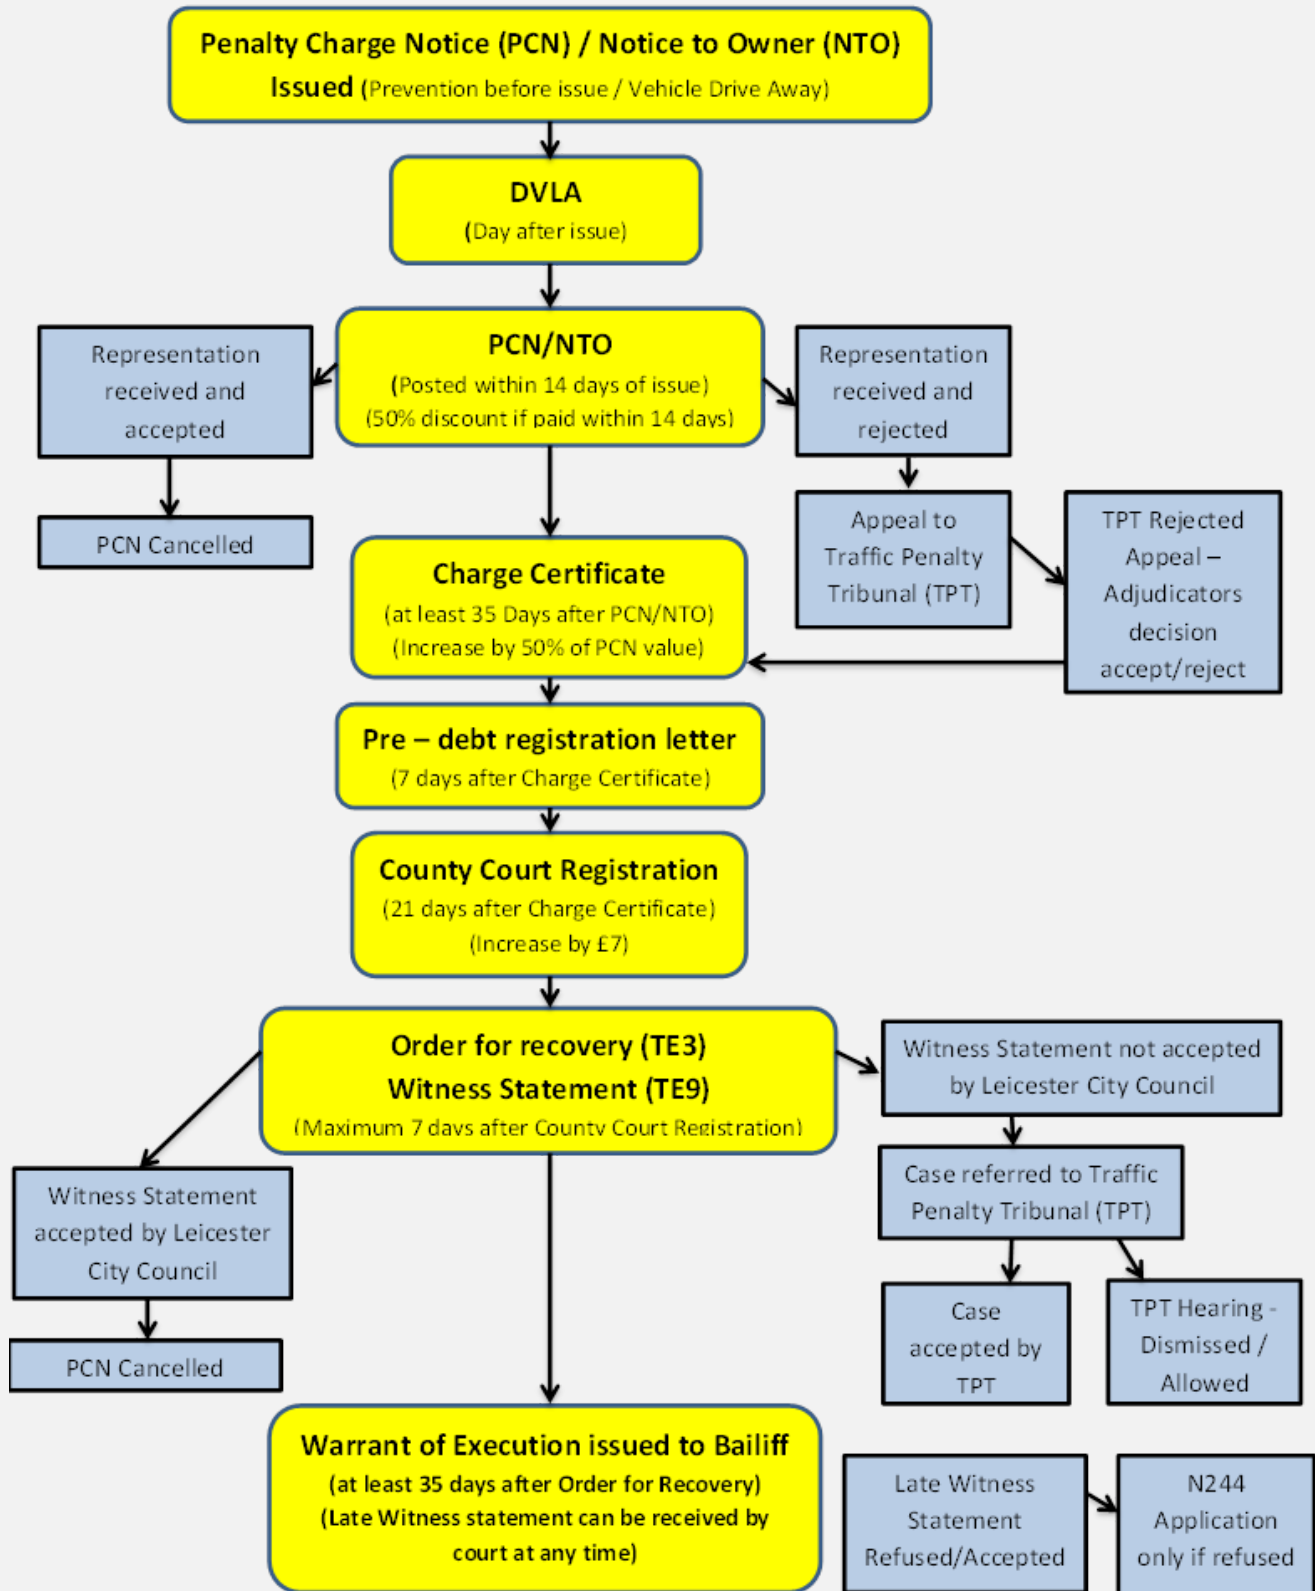 Penalty Charge Notice (PCN) / Notice to Owner (NTO)
Issued (Prevention before issue / Vehicle Drive Away)
DVLA
(Day after issue)
PCN/NTO
(Posted within 14 days of issue)
(50% discount if paid within 14 days)
Representation
received and
accepted
PCN Cancelled
Representation
received and
rejected
Appeal to
Traffic Penalty
Tribunal (TPT)
TPT Rejected
Appeal –
Adjudicators
decision
accept/reject
Charge Certificate
(at least 35 Days after PCN/NTO)
(Increase by 50% of PCN value)
Pre – debt registration letter
(7 days after Charge Certificate)
County Court Registration
(21 days after Charge Certificate)
(Increase by £7)
Order for recovery (TE3)
Witness Statement (TE9)
(Maximum 7 days after County Court Registration)
Witness Statement
accepted by Leicester
City Council
PCN Cancelled
Witness Statement not accepted
by Leicester City Council
Case referred to Traffic
Penalty Tribunal (TPT)
Case
accepted by
TPT
TPT Hearing -
Dismissed /
Allowed
Warrant of Execution issued to Bailiff
(at least 35 days after Order for Recovery)
(Late Witness statement can be received by
court at any time)
Late Witness
Statement
Refused/Accepted
N244
Application
only if refused